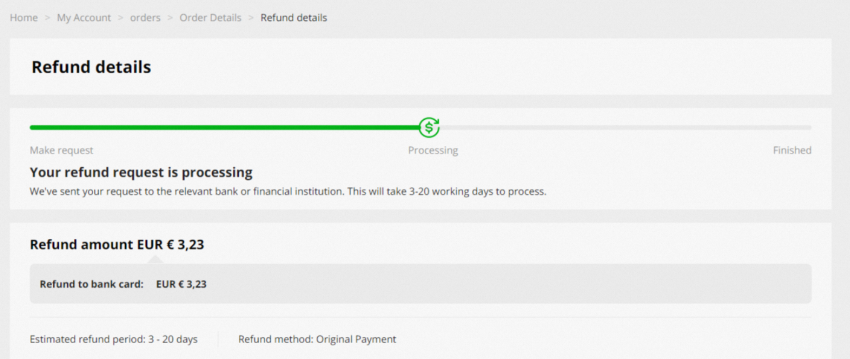 Home > My Account > orders > Order Details > Refund details
Refund details
$
Make request Processing Finished
Your refund request is processing
We've sent your request to the relevant bank or financial institution. This will take 3-20 working days to process.
Refund amount EUR € 3,23
Refund to bank card: EUR € 3,23
Estimated refund period: 3 - 20 days Refund method: Original Payment